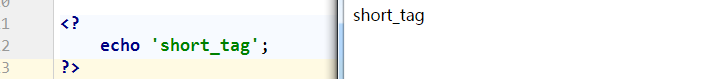 1 <?
2 echo 'short_tag';
3 ?>
short_tag